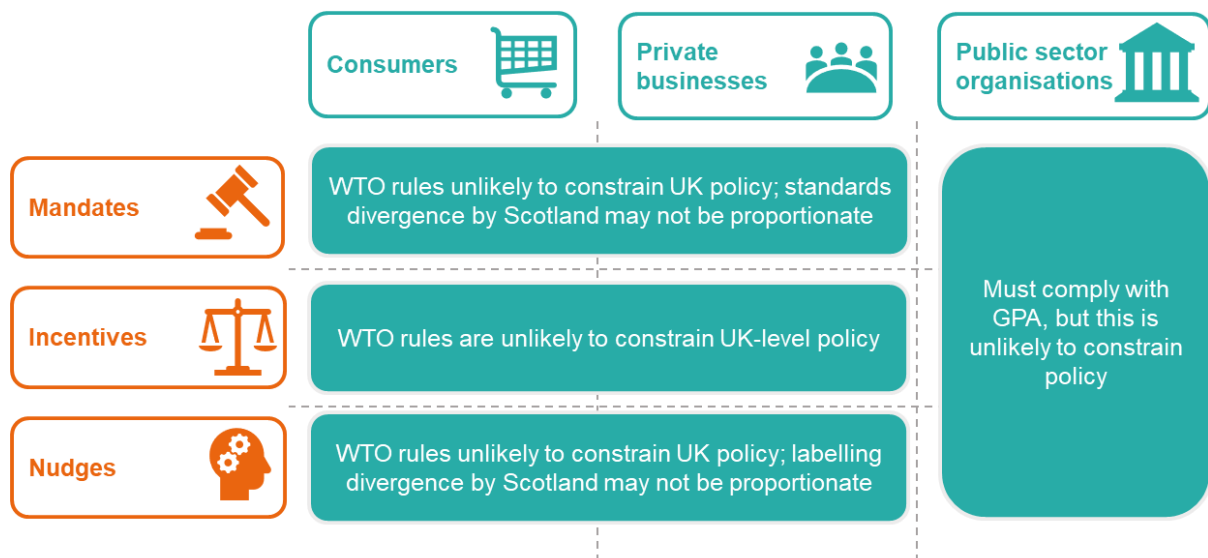 Consumers
Private
businesses
Public sector
organisations
Mandates
WTO rules unlikely to constrain UK policy; standards
divergence by Scotland may not be proportionate
Incentives
WTO rules are unlikely to constrain UK-level policy
Must comply with
GPA, but this is
unlikely to constrain
policy
Nudges
WTO rules unlikely to constrain UK policy; labelling
divergence by Scotland may not be proportionate